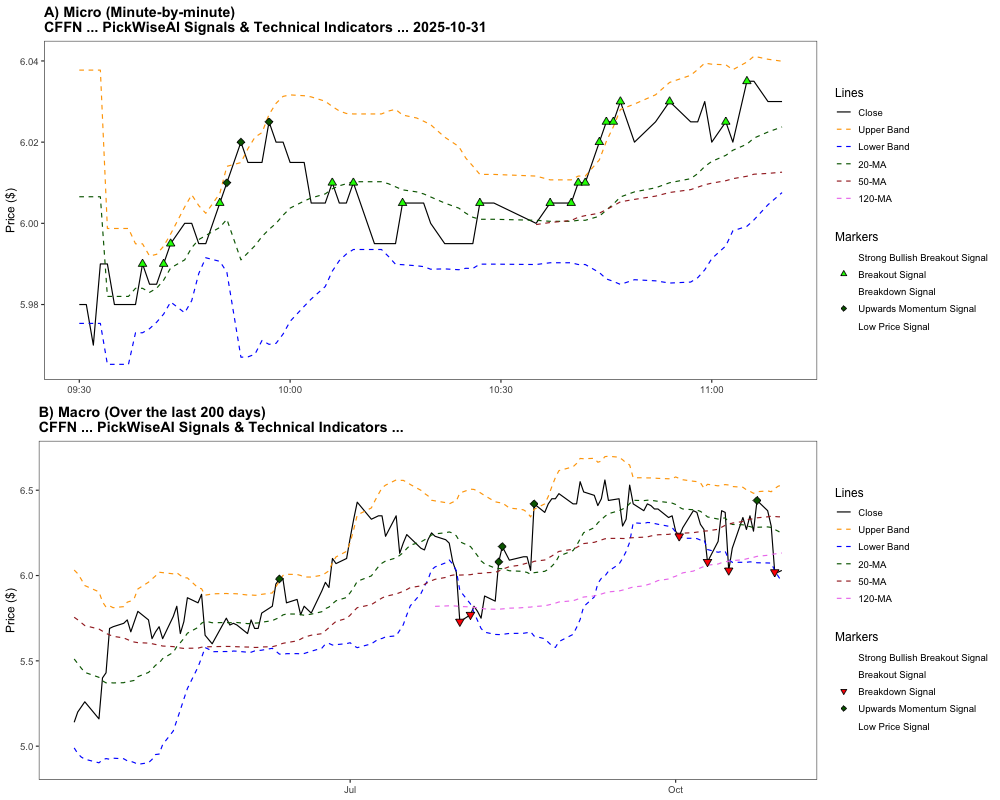 A) Micro (Minute-by-minute)
CFFN ... PickWiseAI Signals & Technical Indicators ... 2025-10-31
Price ($)
6.04
6.02
6.00
5.98
09:30
10:00
10:30
11:00
Lines
Close
Upper Band
Lower Band
20-MA
50-MA
120-MA
Markers
Strong Bullish Breakout Signal
Breakout Signal
Breakdown Signal
Upwards Momentum Signal
Low Price Signal
B) Macro (Over the last 200 days)
CFFN ... PickWiseAI Signals & Technical Indicators ...
Price ($)
6.5
6.0
5.5
5.0
Jul
Oct
Lines
Close
Upper Band
Lower Band
20-MA
50-MA
120-MA
Markers
Strong Bullish Breakout Signal
Breakout Signal
Breakdown Signal
Upwards Momentum Signal
Low Price Signal